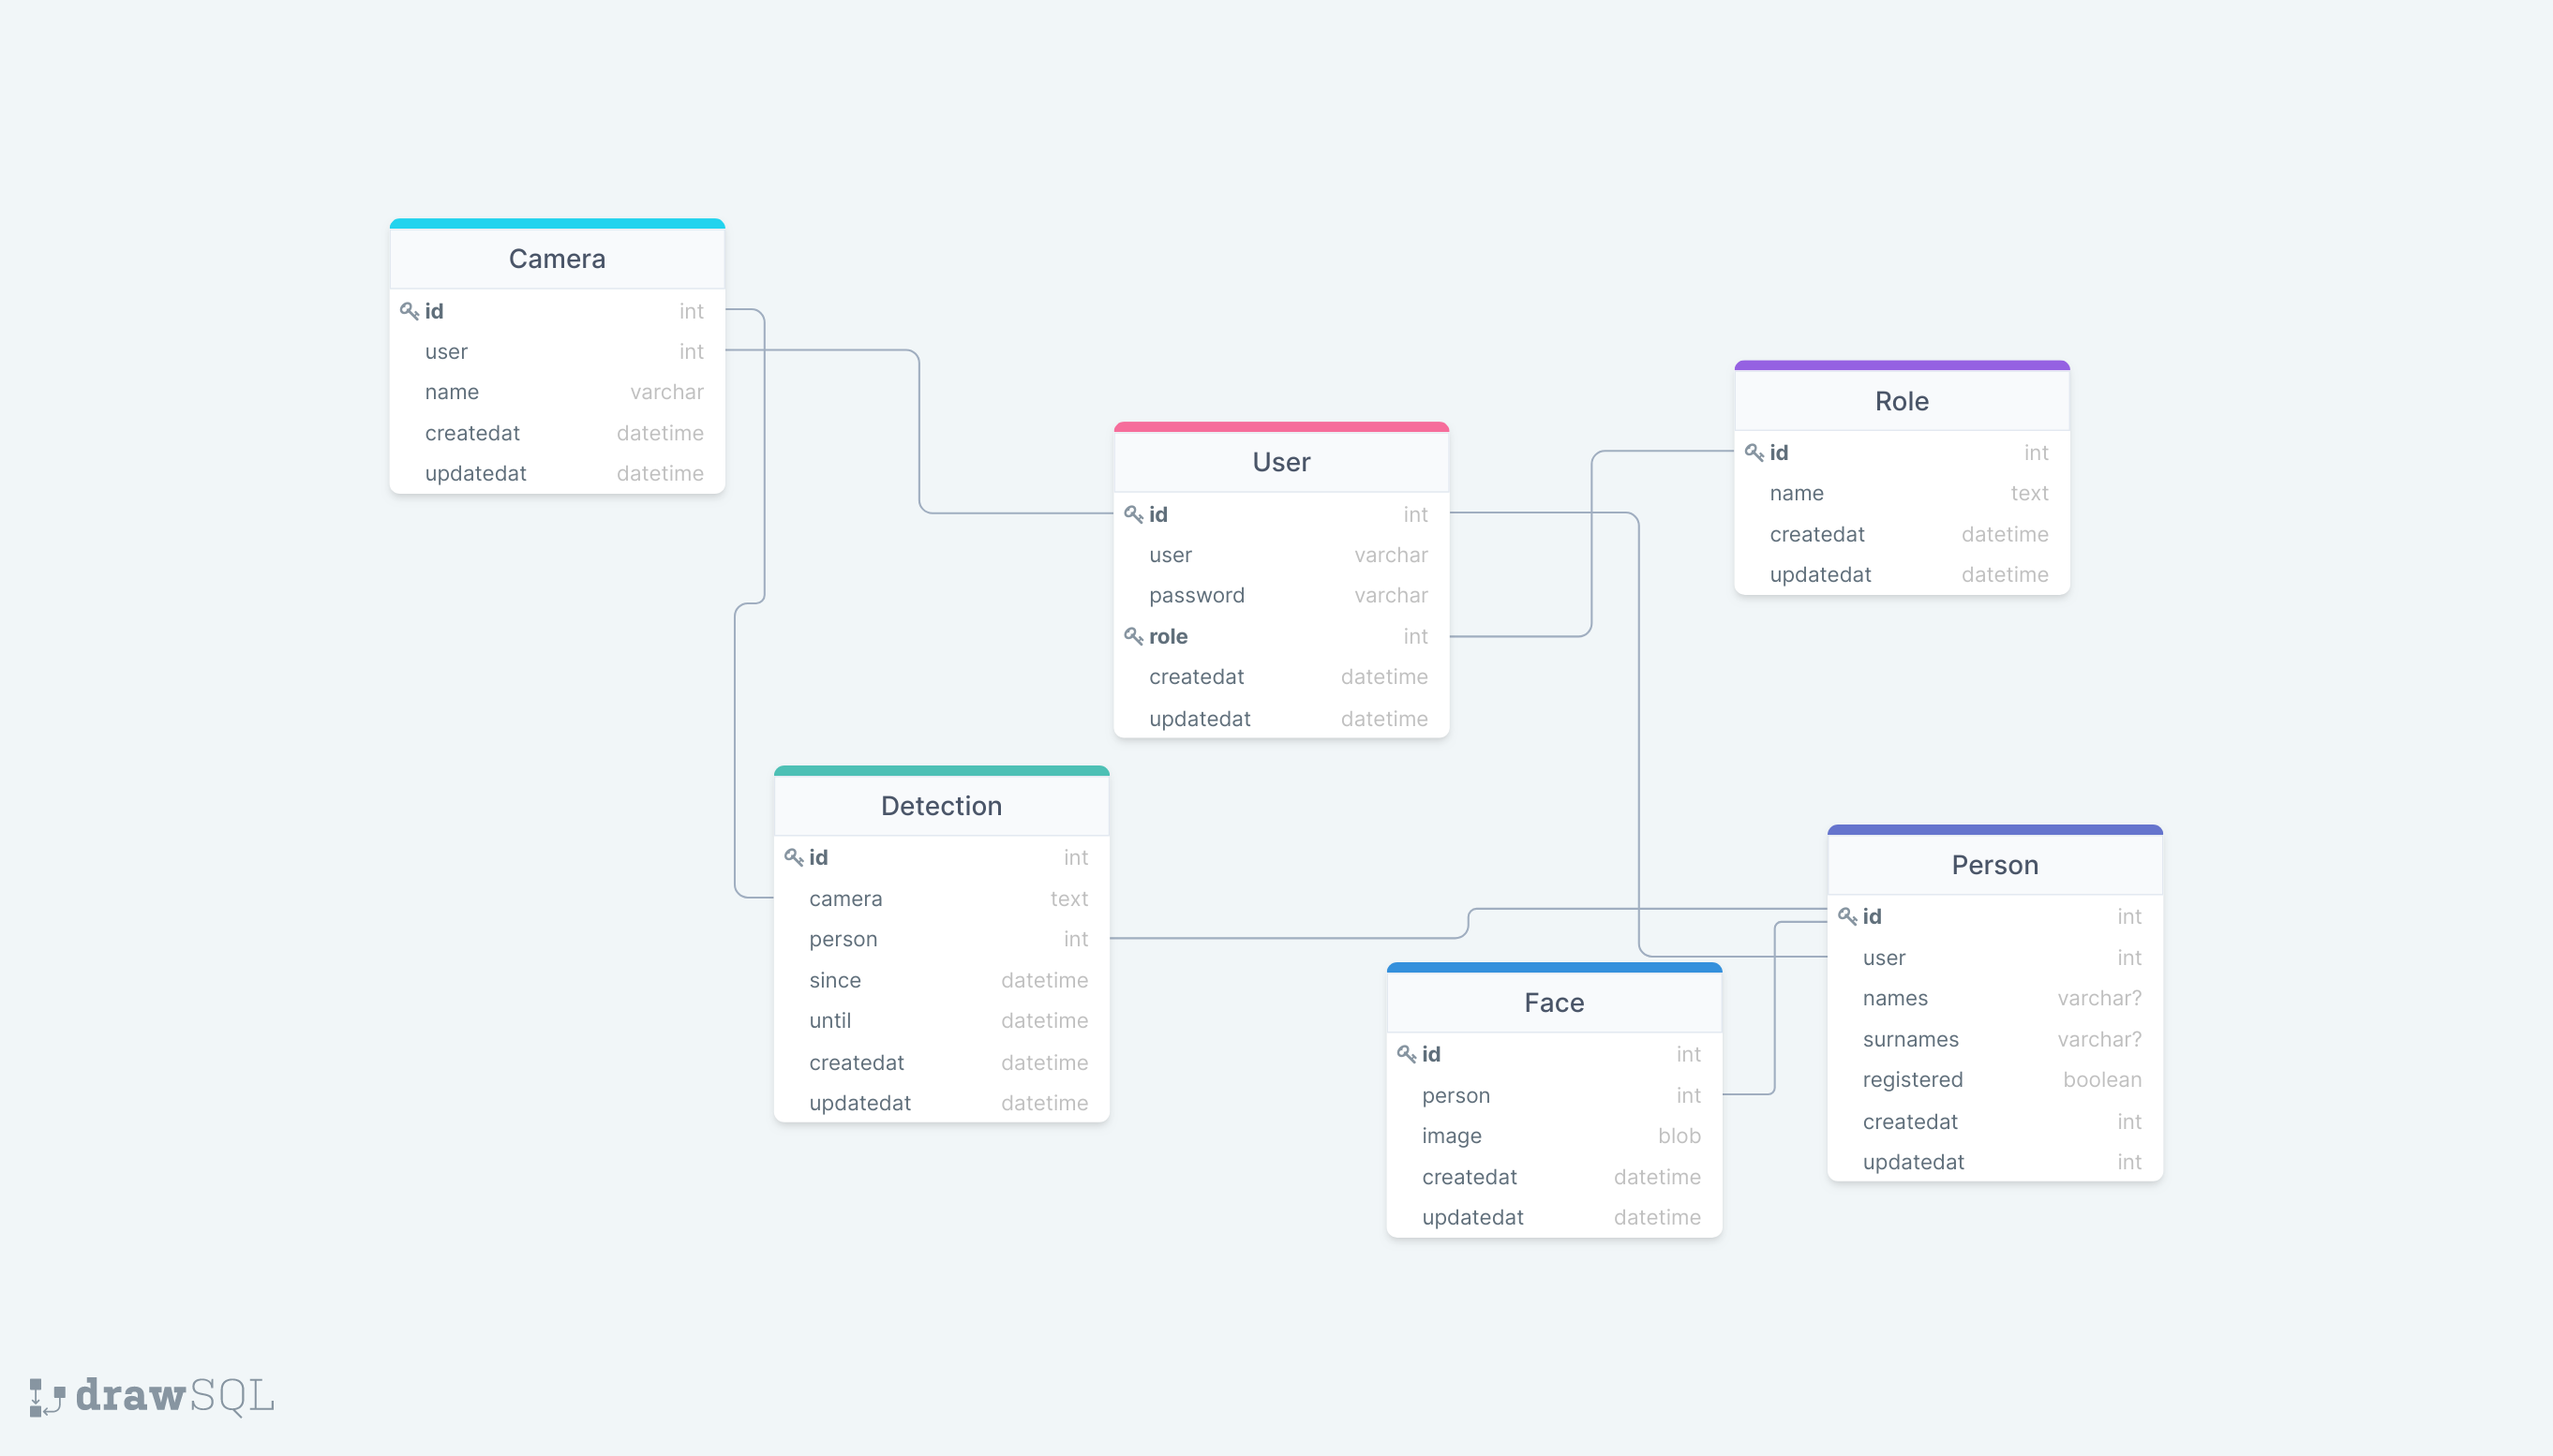 Camera
id int
user int
name varchar
createdat datetime
updatedat datetime
Role
id int
name text
createdat datetime
updatedat datetime
User
id int
user varchar
password varchar
role int
createdat datetime
updatedat datetime
Detection
id int
camera text
person int
since datetime
until datetime
createdat datetime
updatedat datetime
Person
id int
user int
names varchar?
surnames varchar?
registered boolean
createdat int
updatedat int
Face
id int
person int
image blob
createdat datetime
updatedat datetime
drawSQL